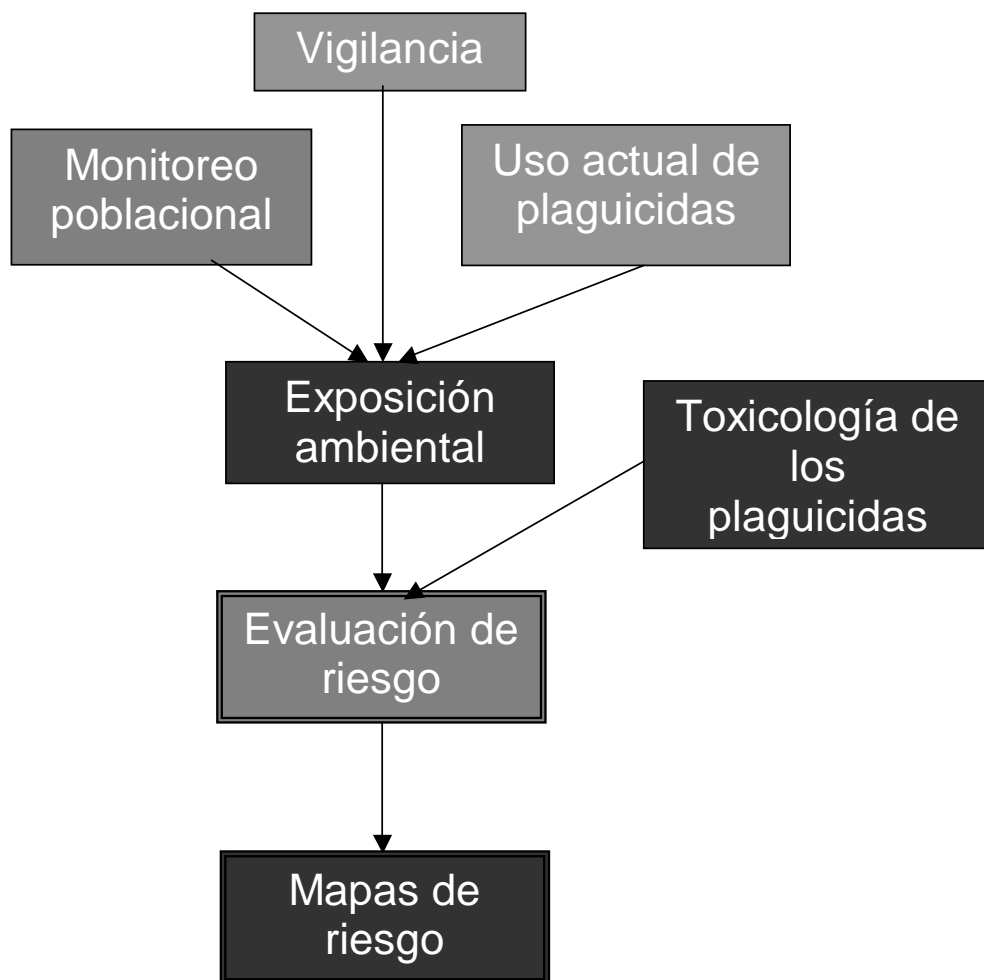 Vigilancia
Monitoreo
poblacional
Uso actual de
plaguicidas
Exposición
ambiental
Toxicología de
los
plaguicidas
Evaluación de
riesgo
Mapas de
riesgo